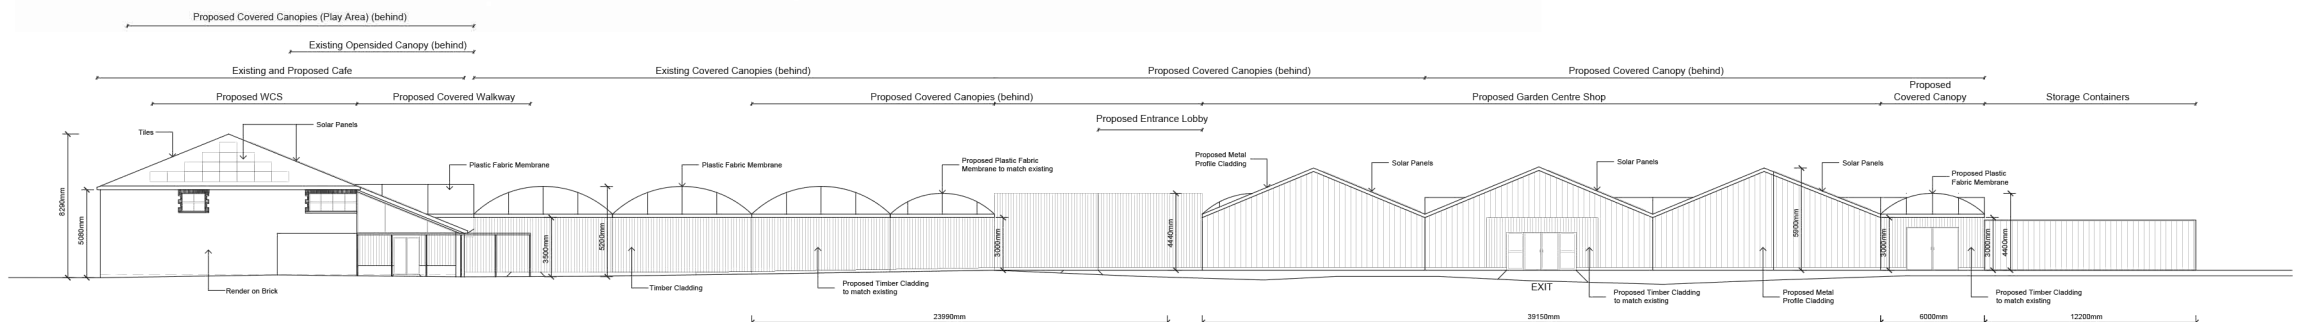 Proposed Covered Canopies (Play Area) (behind)
Existing Opensided Canopy (behind)
Existing and Proposed Cafe
Existing Covered Canopies (behind)
Proposed Covered Canopies (behind)
Proposed Covered Canopy (behind)
Proposed WCS
Proposed Covered Walkway
Proposed Covered Canopies (behind)
Proposed Garden Centre Shop
Proposed
Covered Canopy
Storage Containers
Proposed Entrance Lobby
Tiles
Solar Panels
Plastic Fabric Membrane
Plastic Fabric Membrane
Proposed Plastic Fabric
Membrane to match existing
Proposed Metal
Profile Cladding
Solar Panels
Solar Panels
Solar Panels
Proposed Plastic
Fabric Membrane
8290mm
5080mm
3500mm
5200mm
3000mm
4440mm
5900mm
3000mm
3000mm
4400mm
Render on Brick
Timber Cladding
Proposed Timber Cladding
to match existing
EXIT
Proposed Timber Cladding
to match existing
Proposed Metal
Profile Cladding
Proposed Timber Cladding
to match existing
23990mm
39150mm
6000mm
12200mm